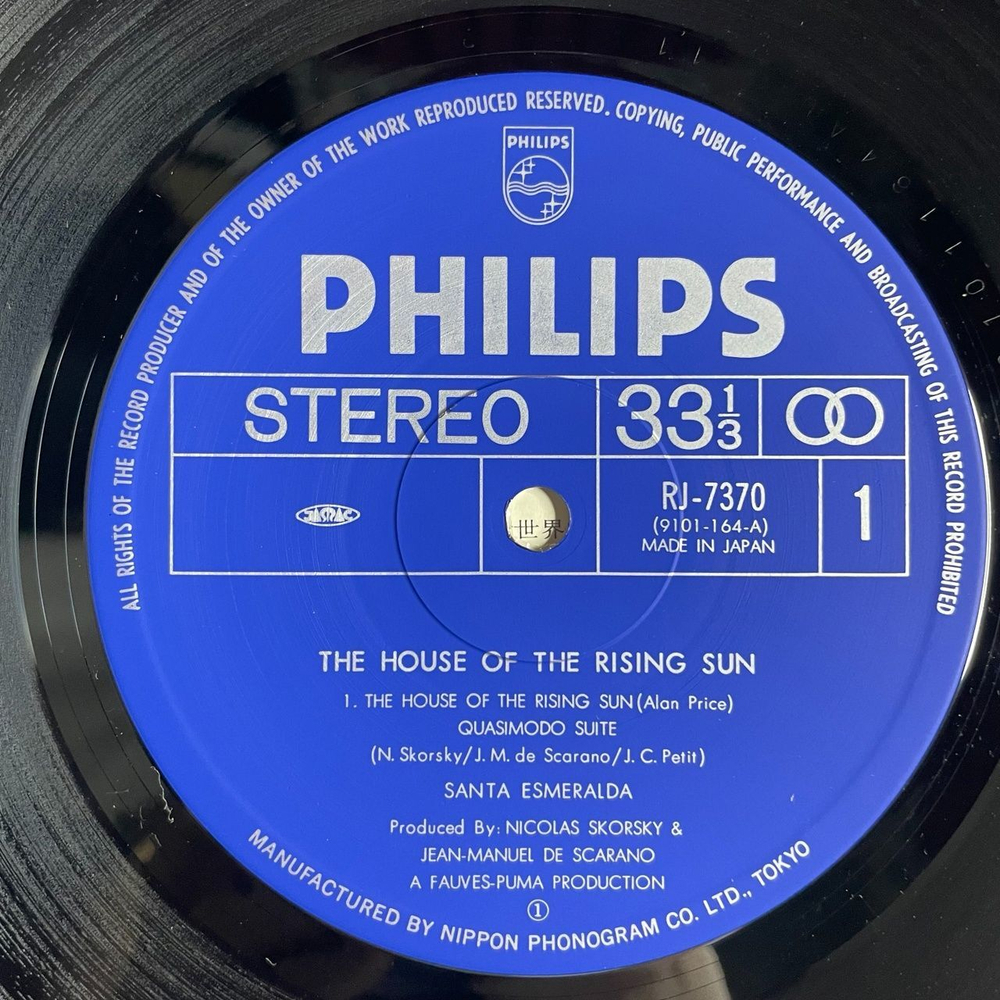 ALL RIGHTS OF THE RECORD PRODUCER AND OF THE OWNER OF THE WORK REPRODUCED RESERVED. COPYING, PUBLIC PERFORMANCE AND BROADCASTING OF THIS RECORD PROHIBITED
PHILIPS
PHILIPS
STEREO
33 1/3
JASRAC
世界
RJ-7370
(9101-164-A)
MADE IN JAPAN
1
THE HOUSE OF THE RISING SUN
1. THE HOUSE OF THE RISING SUN (Alan Price)
QUASIMODO SUITE
(N. Skorsky/J. M. de Scarano/J. C. Petit)
SANTA ESMERALDA
Produced By: NICOLAS SKORSKY &
JEAN-MANUEL DE SCARANO
A FAUVES-PUMA PRODUCTION
①
MANUFACTURED BY NIPPON PHONOGRAM CO. LTD., TOKYO